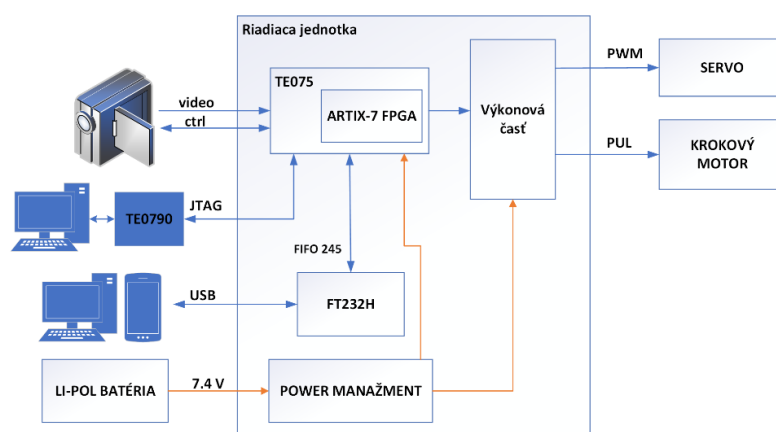 Riadiaca jednotka
TE075
ARTIX-7 FPGA
video
ctrl
Výkonová
časť
PWM
SERVO
PUL
KROKOVÝ
MOTOR
TE0790
JTAG
FIFO 245
USB
FT232H
LI-POL BATÉRIA
7.4 V
POWER MANAŽMENT